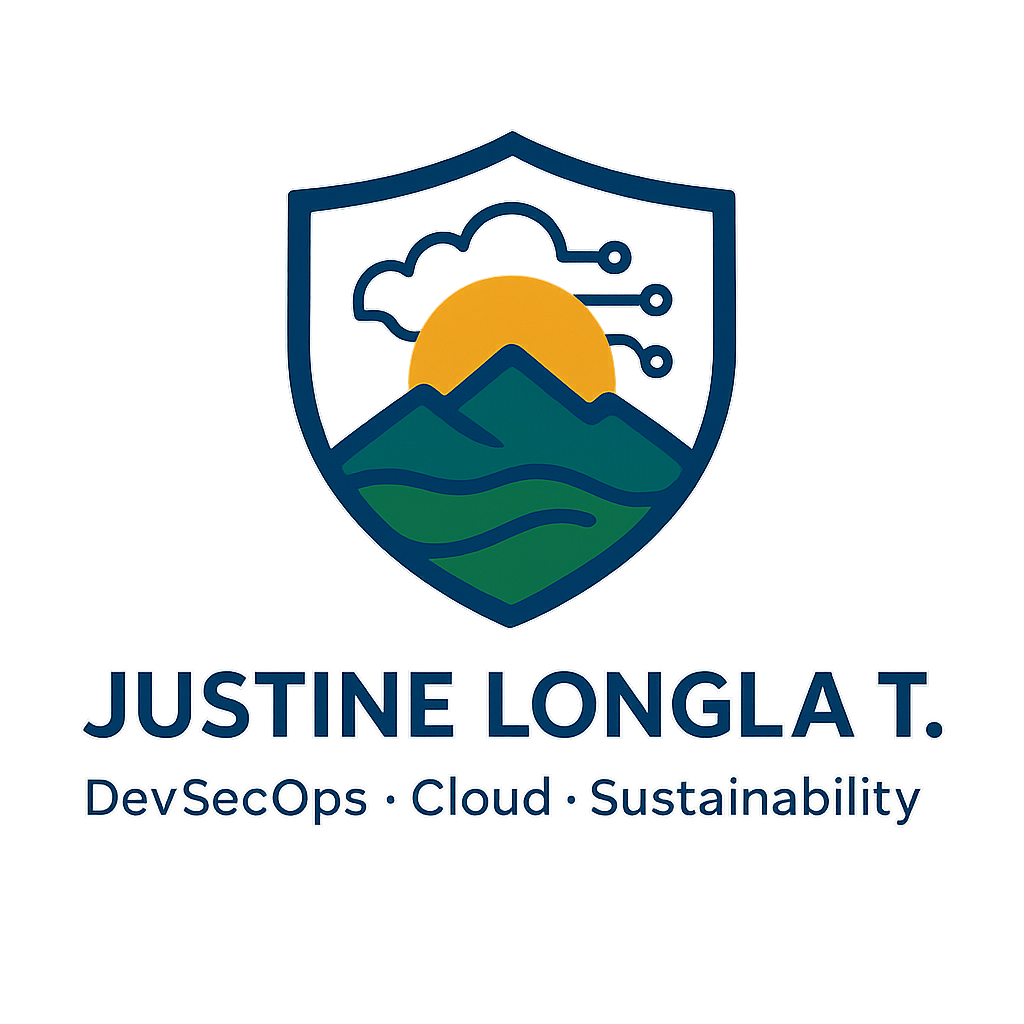 JUSTINE LONGLA T.
DevSecOps · Cloud · Sustainability